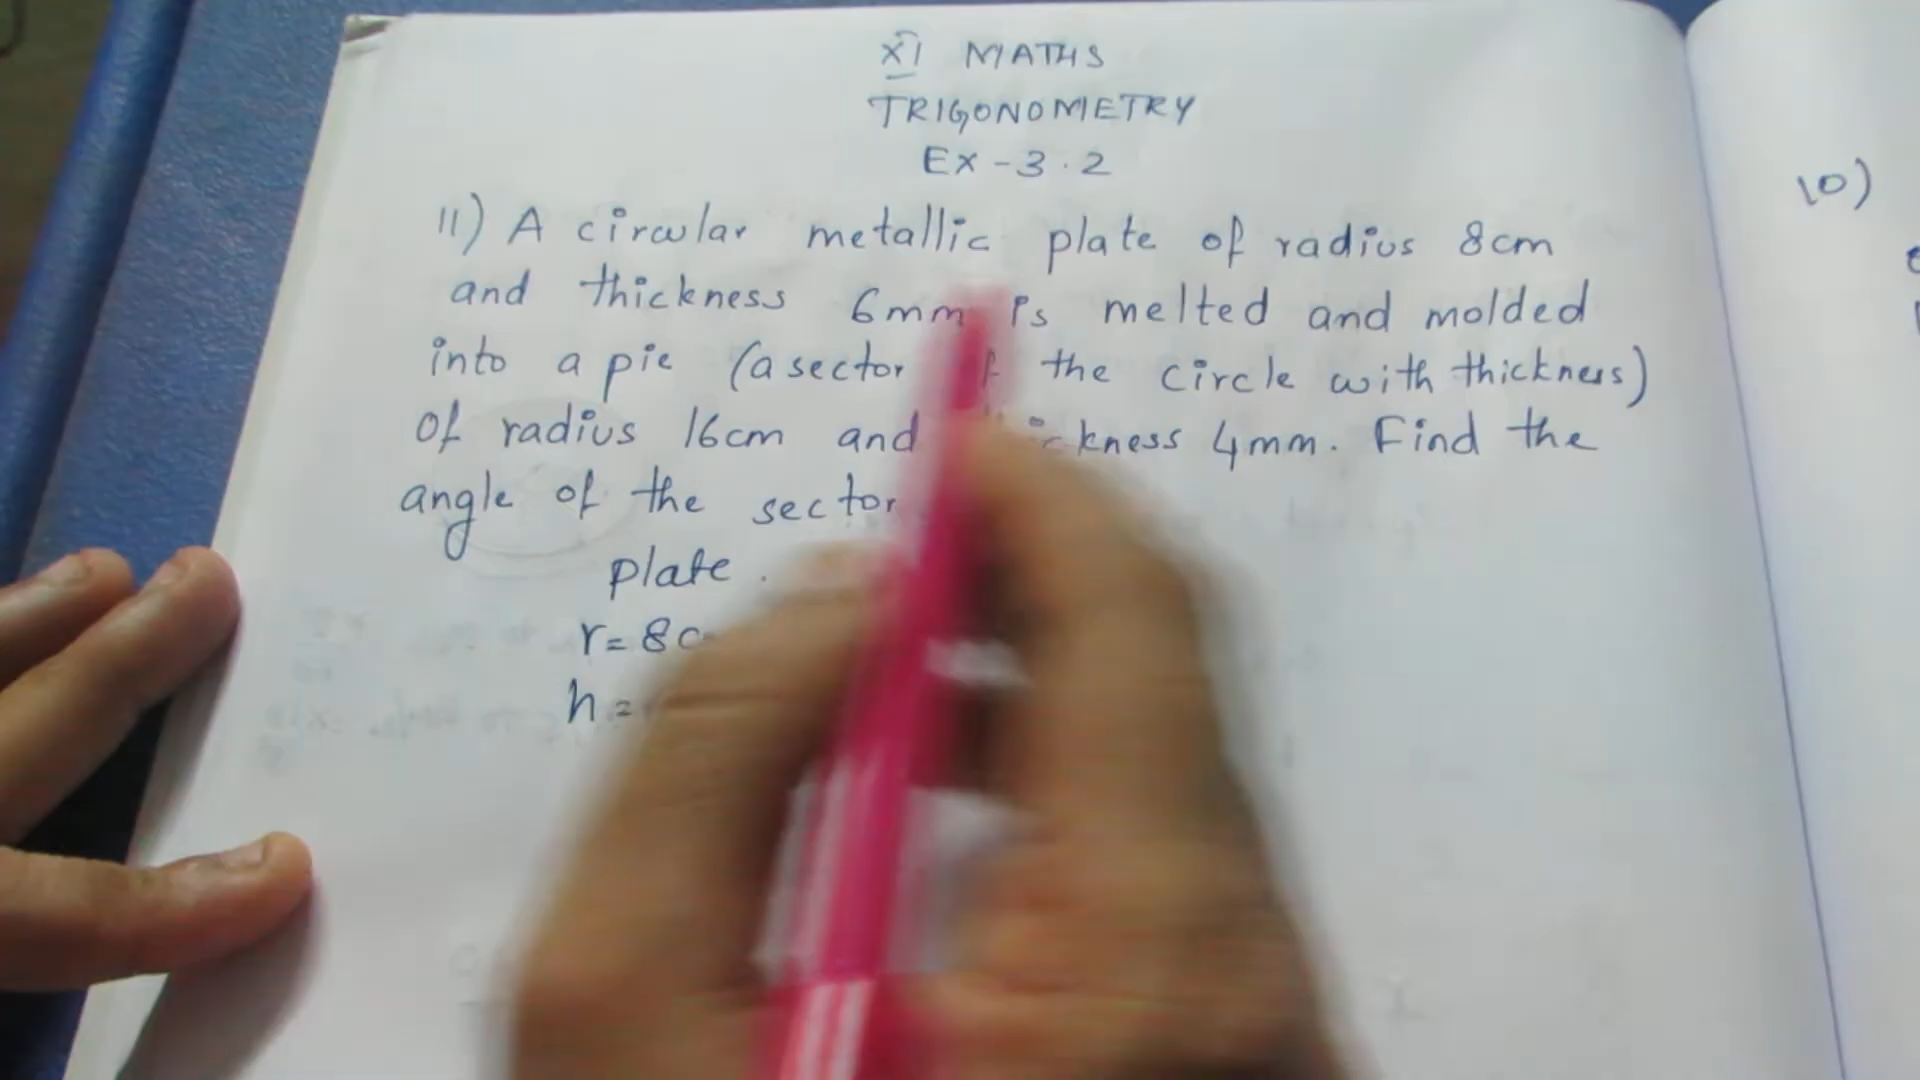 XI MATHS
TRIGONOMETRY
Ex - 3.2
11) A circular metallic plate of radius 8cm
and thickness 6mm is melted and molded
into a pie (a sector the circle with thickness)
of radius 16cm and 4mm. Find the
angle of the sector
plate.
r=
h=
10)